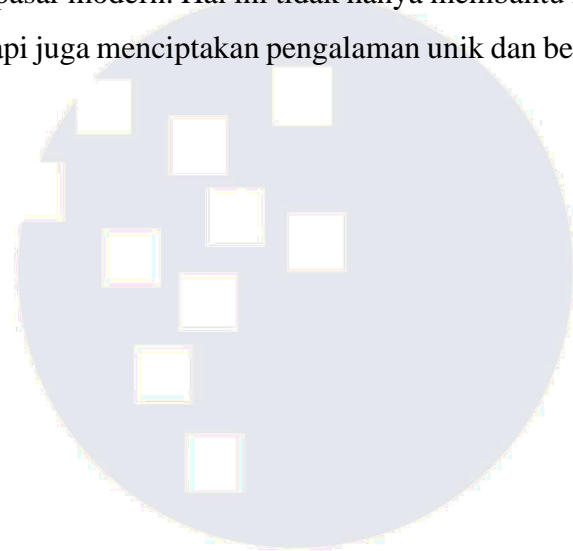 pasar modern. Hal ini tidak hanya membantu
api juga menciptakan pengalaman unik dan be